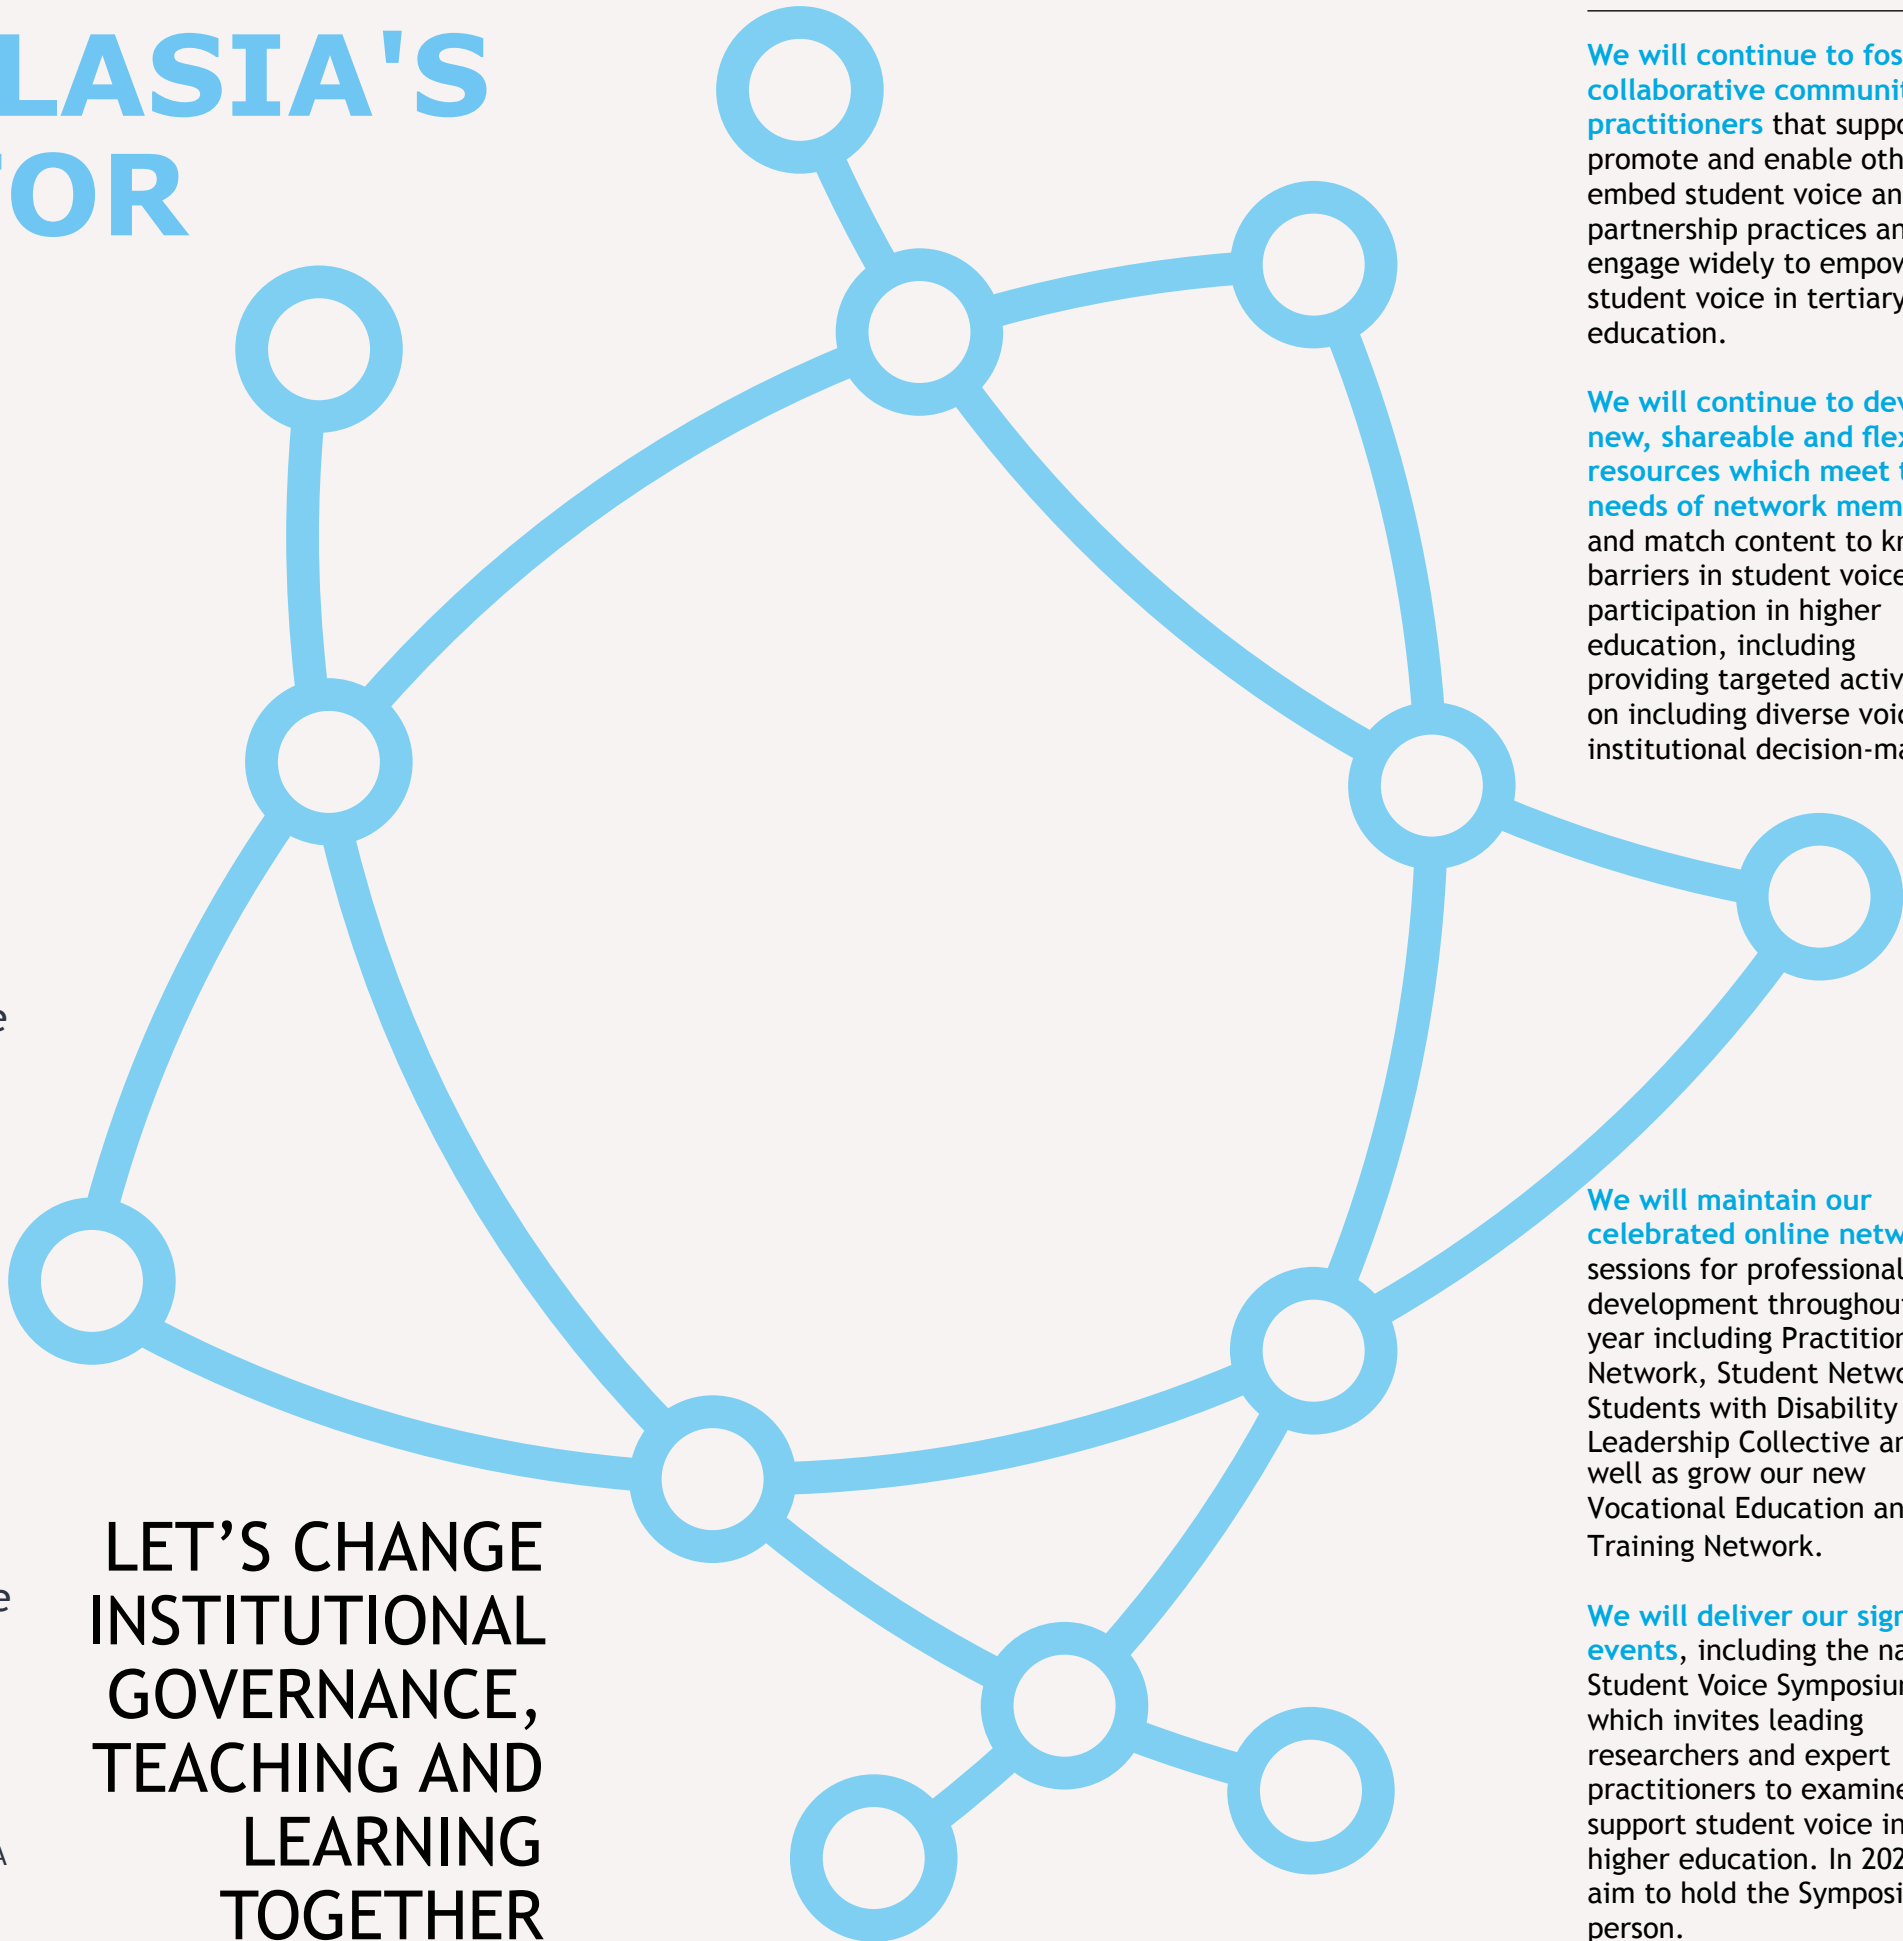 LASIA'S
FOR
e
e
A
LET’S CHANGE
INSTITUTIONAL
GOVERNANCE,
TEACHING AND
LEARNING
TOGETHER
We will continue to fos
collaborative communit
practitioners that suppo
promote and enable oth
embed student voice an
partnership practices an
engage widely to empow
student voice in tertiary
education.
We will continue to dev
new, shareable and flex
resources which meet t
needs of network mem
and match content to kn
barriers in student voice
participation in higher
education, including
providing targeted activ
on including diverse voic
institutional decision-ma
We will maintain our
celebrated online netw
sessions for professional
development throughout
year including Practition
Network, Student Netwo
Students with Disability
Leadership Collective an
well as grow our new
Vocational Education an
Training Network.
We will deliver our sign
events, including the na
Student Voice Symposium
which invites leading
researchers and expert
practitioners to examine
support student voice in
higher education. In 202
aim to hold the Symposi
person.